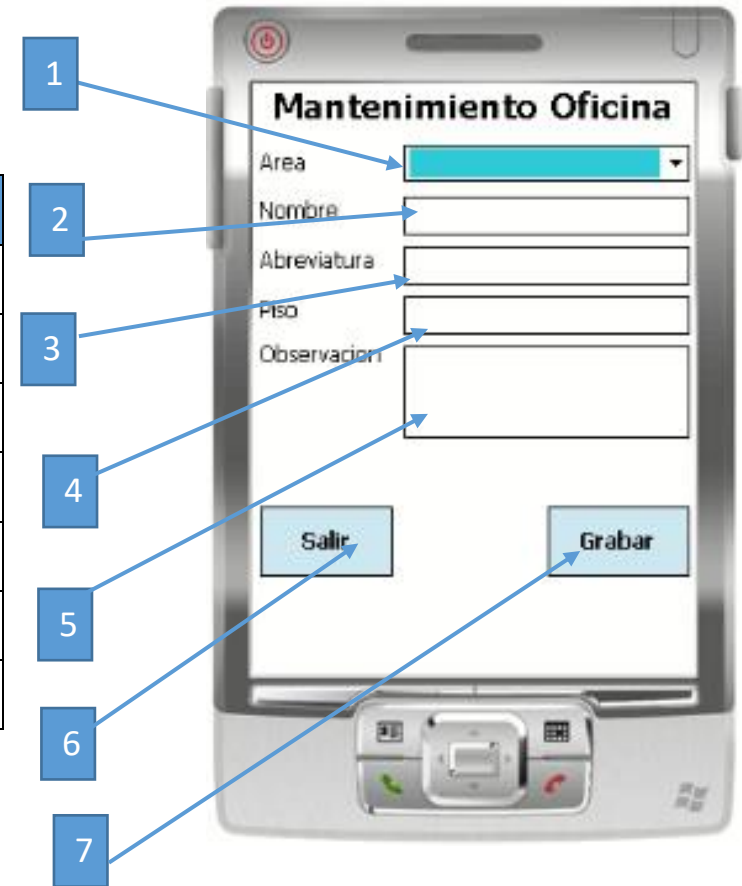 1
Mantenimiento Oficina
Area
2
Nombre
Abreviatura
Piso
3
Observacion
4
Salir
Grabar
5
6
7